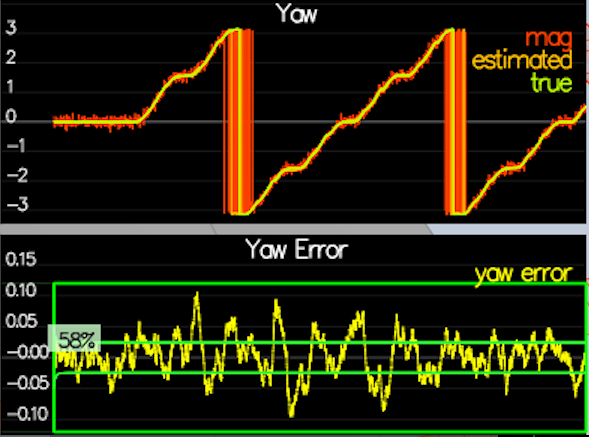 Yaw
3
mag
2
estimated
1
true
0
−1
−2
−3
Yaw Error
0.15
yaw error
0.10
0.05
58%
−0.00
−0.05
−0.10